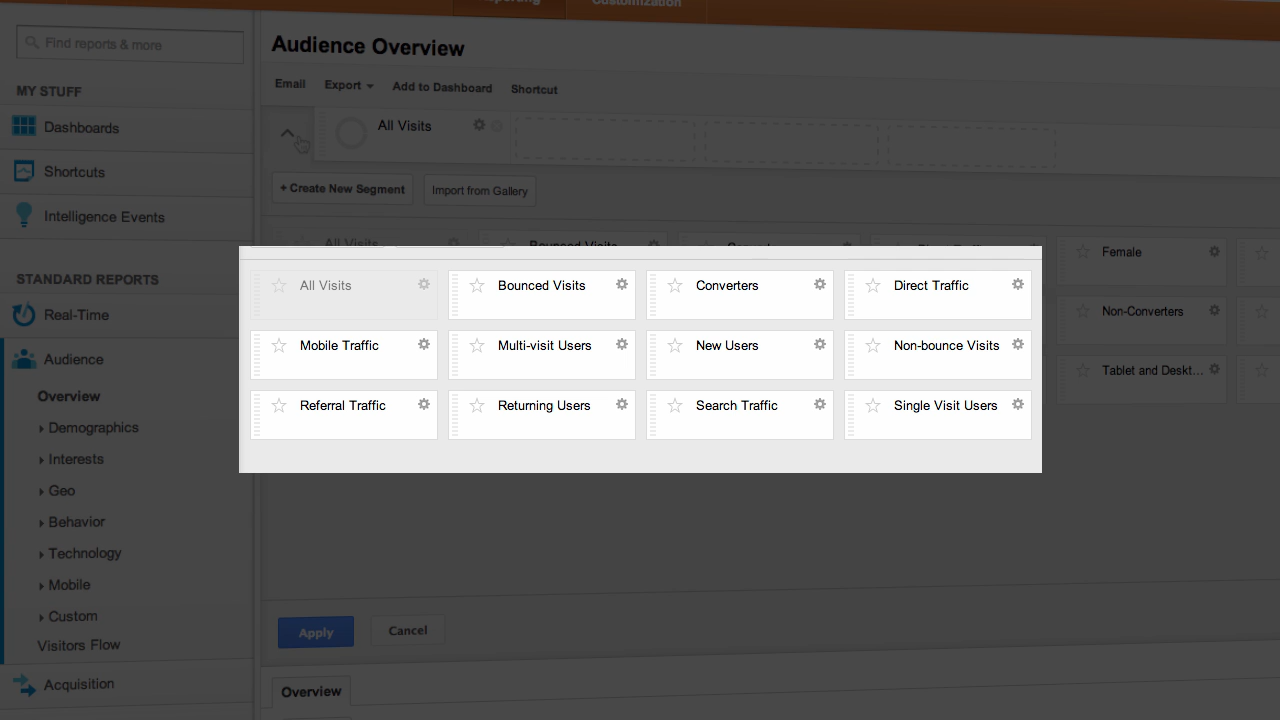 Reporting
Customization
Find reports & more
MY STUFF
Dashboards
Shortcuts
Intelligence Events
STANDARD REPORTS
Real-Time
Audience
Overview
Demographics
Interests
Geo
Behavior
Technology
Mobile
Custom
Visitors Flow
Acquisition
Audience Overview
Email Export Add to Dashboard Shortcut
All Visits
+ Create New Segment Import from Gallery
All Visits Bounced Visits
Female
Non-Converters
Tablet and Deskt...
All Visits Bounced Visits Converters Direct Traffic
Mobile Traffic Multi-visit Users New Users Non-bounce Visits
Referral Traffic Returning Users Search Traffic Single Visit Users
Apply Cancel
Overview